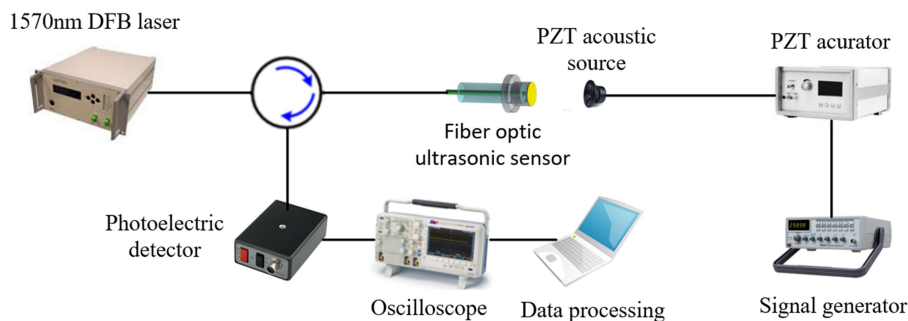 1570nm DFB laser
PZT acoustic
source
PZT acurator
Fiber optic
ultrasonic sensor
Photoelectric
detector
Oscilloscope
Data processing
Signal generator